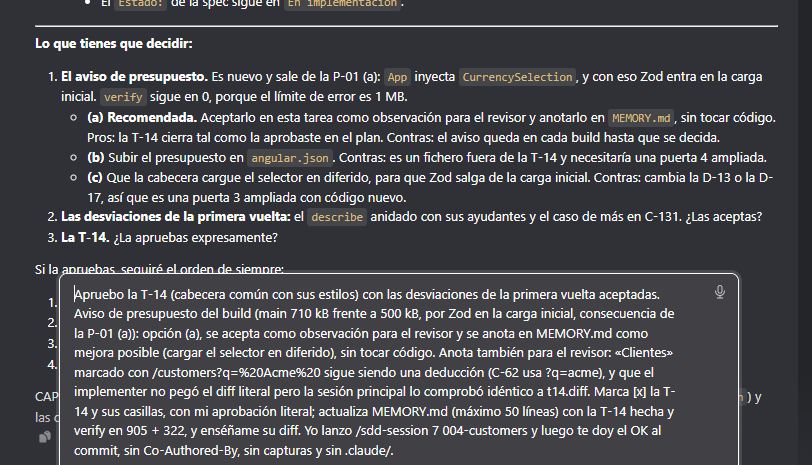 El Estado: de la spec sigue en En implementación.
Lo que tienes que decidir:
1. El aviso de presupuesto. Es nuevo y sale de la P-01 (a): App inyecta CurrencySelection, y con eso Zod entra en la carga
inicial. verify sigue en 0, porque el límite de error es 1 MB.
(a) Recomendada. Aceptarlo en esta tarea como observación para el revisor y anotarlo en MEMORY.md, sin tocar código.
Pros: la T-14 cierra tal como la aprobaste en el plan. Contras: el aviso queda en cada build hasta que se decida.
(b) Subir el presupuesto en angular.json. Contras: es un fichero fuera de la T-14 y necesitaría una puerta 4 ampliada.
(c) Que la cabecera cargue el selector en diferido, para que Zod salga de la carga inicial. Contras: cambia la D-13 o la D-
17, así que es una puerta 3 ampliada con código nuevo.
2. Las desviaciones de la primera vuelta: el describe anidado con sus ayudantes y el caso de más en C-131. ¿Las aceptas?
3. La T-14. ¿La apruebas expresamente?
Si la apruebas, seguiré el orden de siempre:
1.
2.
3.
4.
CAP
) y
las
Apruebo la T-14 (cabecera común con sus estilos) con las desviaciones de la primera vuelta aceptadas.
Aviso de presupuesto del build (main 710 kB frente a 500 kB, por Zod en la carga inicial, consecuencia de
la P-01 (a)): opción (a), se acepta como observación para el revisor y se anota en MEMORY.md como
mejora posible (cargar el selector en diferido), sin tocar código. Anota también para el revisor: «Clientes»
marcado con /customers?q=%20Acme%20 sigue siendo una deducción (C-62 usa ?q=acme), y que el
implementer no pegó el diff literal pero la sesión principal lo comprobó idéntico a t14.diff. Marca [x] la T-
14 y sus casillas, con mi aprobación literal; actualiza MEMORY.md (máximo 50 líneas) con la T-14 hecha y
verify en 905 + 322, y enséñame su diff. Yo lanzo /sdd-session 7 004-customers y luego te doy el OK al
commit, sin Co-Authored-By, sin capturas y sin .claude/.